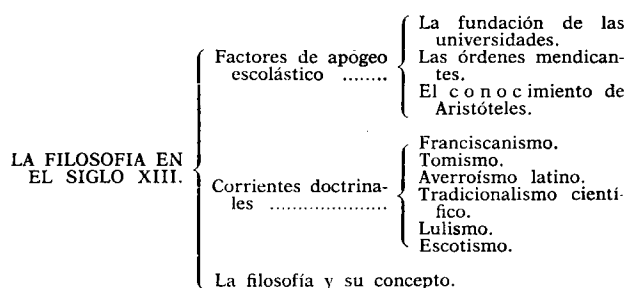 La fundación de las
universidades.
Factores de apogeo
escolástico ........
Las órdenes mendican-
tes.
El conocimiento de
Aristóteles.
LA FILOSOFIA EN
EL SIGLO XIII.
Corrientes doctrina-
les .....................
Franciscanismo.
Tomismo.
Averroísmo latino.
Tradicionalismo cientí-
fico.
Lulismo.
Escotismo.
La filosofía y su concepto.